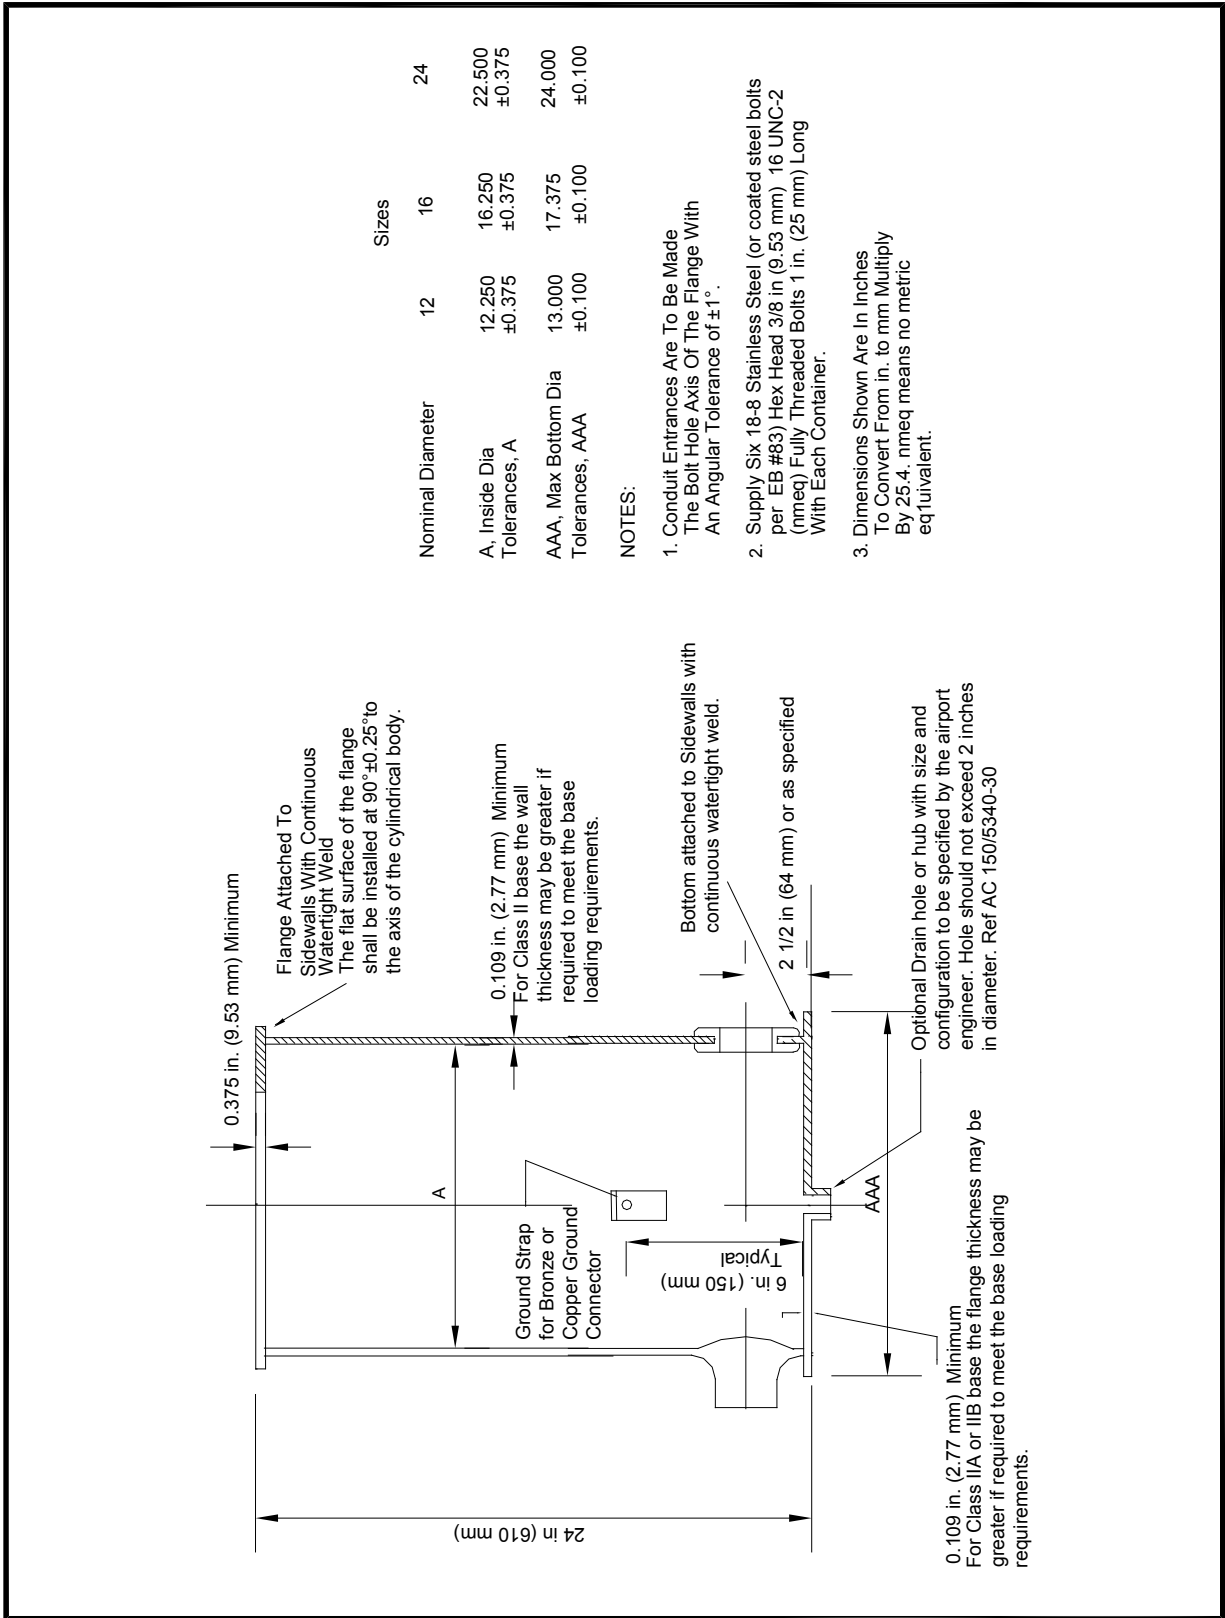 0.375 in. (9.53 mm) Minimum
Flange Attached To
Sidewalls With Continuous
Watertight Weld
The flat surface of the flange
shall be installed at 90°±0.25°to
the axis of the cylindrical body.
24 in (610 mm)
A
0.109 in. (2.77 mm) Minimum
For Class II base the wall
thickness may be greater if
required to meet the base
loading requirements.
Ground Strap
for Bronze or
Copper Ground
Connector
6 in. (150 mm)
Typical
Bottom attached to Sidewalls with
continuous watertight weld.
2 1/2 in (64 mm) or as specified
AAA
Optional Drain hole or hub with size and
configuration to be specified by the airport
engineer. Hole should not exceed 2 inches
in diameter. Ref AC 150/5340-30
0.109 in. (2.77 mm) Minimum
For Class IIA or IIB base the flange thickness may be
greater if required to meet the base loading
requirements.
Sizes
Nominal Diameter 12 16 24
A, Inside Dia 12.250 16.250 22.500
Tolerances, A ±0.375 ±0.375 ±0.375
AAA, Max Bottom Dia 13.000 17.375 24.000
Tolerances, AAA ±0.100 ±0.100 ±0.100
NOTES:
1. Conduit Entrances Are To Be Made
The Bolt Hole Axis Of The Flange With
An Angular Tolerance of ±1°.
2. Supply Six 18-8 Stainless Steel (or coated steel bolts
per EB #83) Hex Head 3/8 in (9.53 mm) 16 UNC-2
(nmeq) Fully Threaded Bolts 1 in. (25 mm) Long
With Each Container.
3. Dimensions Shown Are In Inches
To Convert From in. to mm Multiply
By 25.4. nmeq means no metric
eq1uivalent.